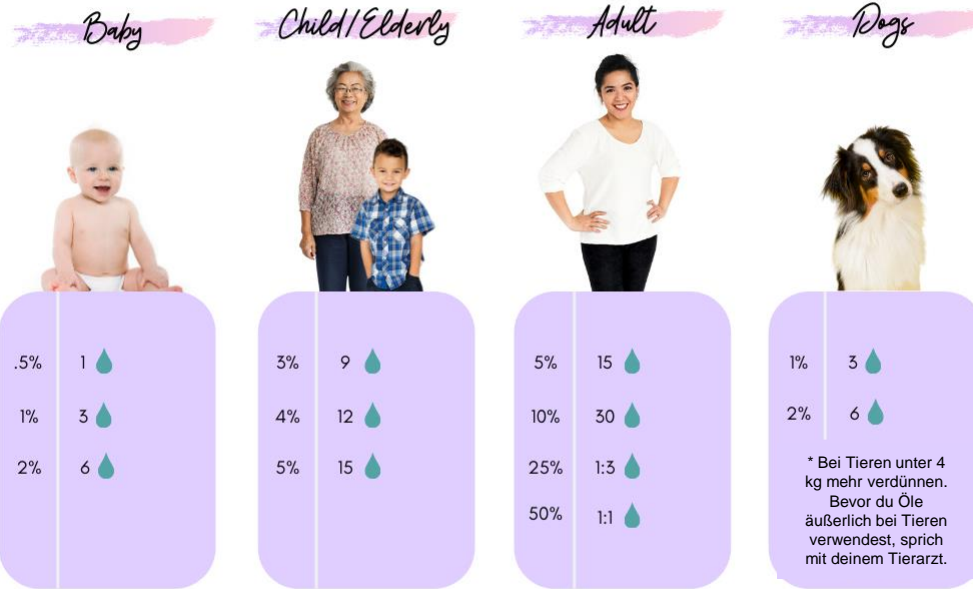 Baby
.5% 1
1% 3
2% 6
Child/Elderly
3% 9
4% 12
5% 15
Adult
5% 15
10% 30
25% 1:3
50% 1:1
Dogs
1% 3
2% 6
* Bei Tieren unter 4
kg mehr verdünnen.
Bevor du Öle
äußerlich bei Tieren
verwendest, sprich
mit deinem Tierarzt.